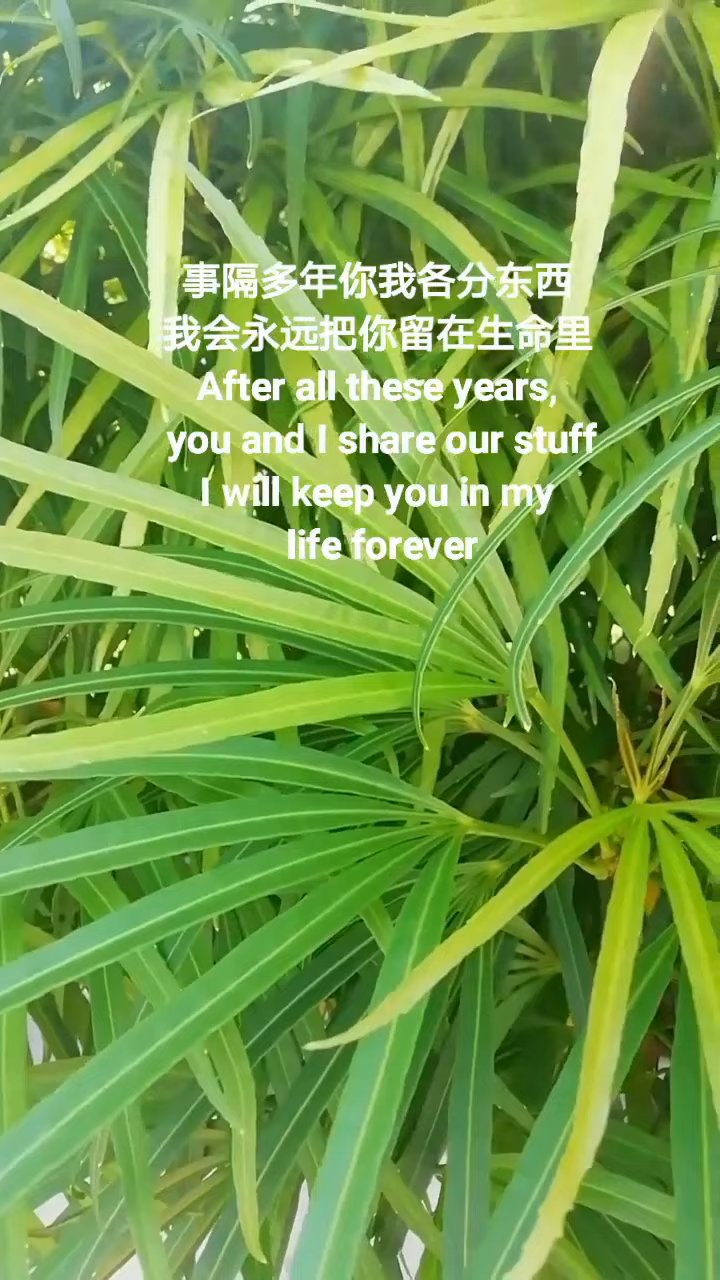 事隔多年你我各分东西
我会永远把你留在生命里
After all these years,
you and I share our stuff
I will keep you in my
life forever